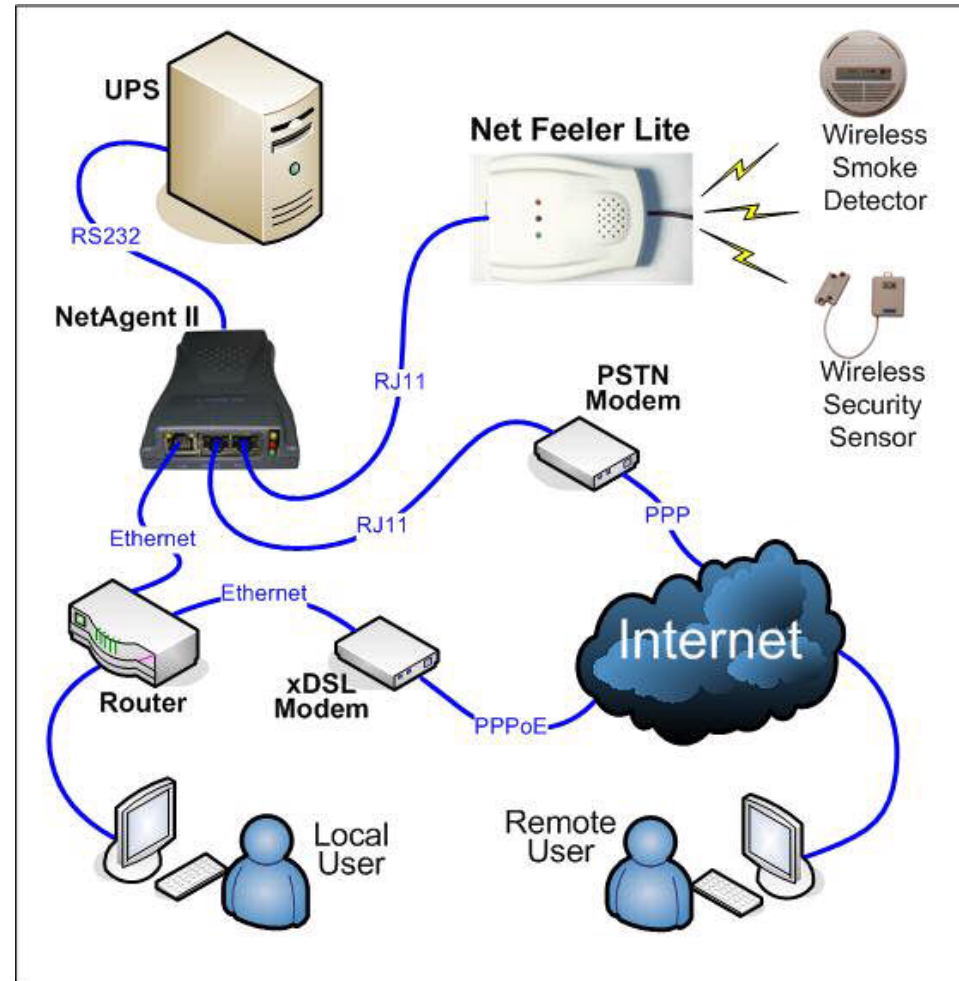 UPS
Net Feeler Lite
Wireless
Smoke
Detector
RS232
NetAgent II
RJ11
PSTN
Modem
Wireless
Security
Sensor
Ethernet
RJ11
PPP
Ethernet
Internet
Router
xDSL
Modem
PPPoE
Local
User
Remote
User